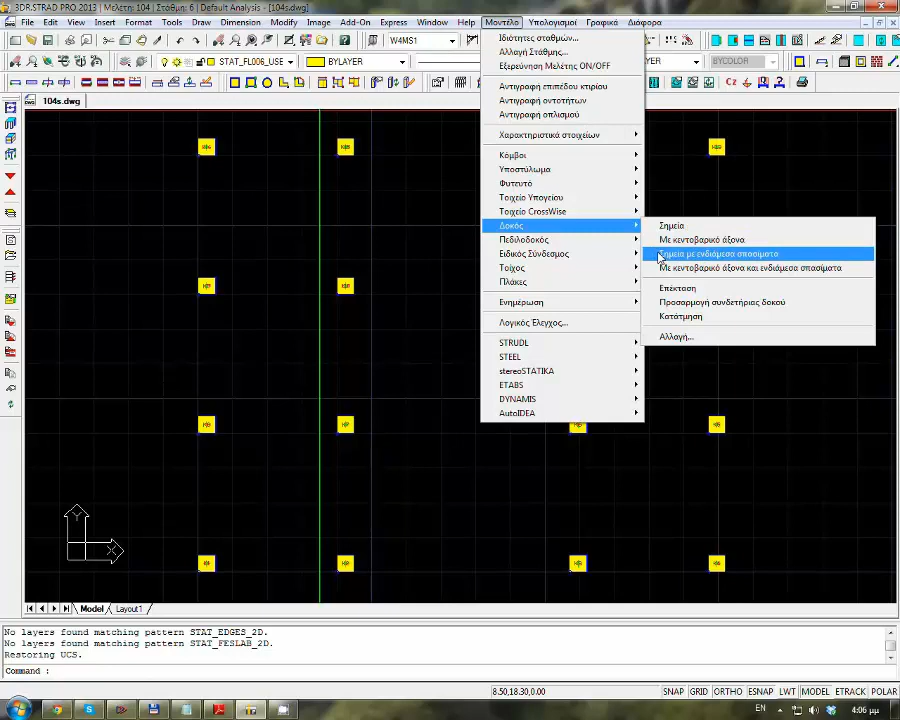 3DR.STRAD PRO 2013 | Μελέτη: 104 | Στάθμη: 6 | Default Analysis - [104s.dwg]
File Edit View Insert Format Tools Draw Dimension Modify Image Add-On Express Window Help Μοντέλο Υπολογισμοί Γραφικά Διάφορα
W4MS1
STAT_FL006_USE BYLAYER BYLAYER BYCOLOR
104s.dwg
Ιδιότητες σταθμών...
Αλλαγή Στάθμης...
Εξερεύνηση Μελέτης ON/OFF
Αντιγραφή επιπέδου κτιρίου
Αντιγραφή οντοτήτων
Αντιγραφή οπλισμού
Χαρακτηριστικά στοιχείων
Κόμβοι
Υποστύλωμα
Φυτευτό
Τοιχείο Υπογείου
Τοιχείο CrossWise
Δοκός
Πεδιλοδοκός
Ειδικός Σύνδεσμος
Τοίχος
Πλάκες
Ενημέρωση
Λογικός Έλεγχος...
STRUDL
STEEL
stereoSTATIKA
ETABS
DYNAMIS
AutoIDEA
Σημεία
Με κεντοβαρικό άξονα
Σημεία με ενδιάμεσα σπασίματα
Με κεντοβαρικό άξονα και ενδιάμεσα σπασίματα
Επέκταση
Προσαρμογή συνδετήριας δοκού
Κατάτμηση
Αλλαγή...
Y
X
Model Layout1
No layers found matching pattern STAT_EDGES_2D.
No layers found matching pattern STAT_FESLAB_2D.
Restoring UCS.
Command :
8.50,18.30,0.00 SNAP GRID ORTHO ESNAP LWT MODEL ETRACK POLAR
EN 4:06 μμ